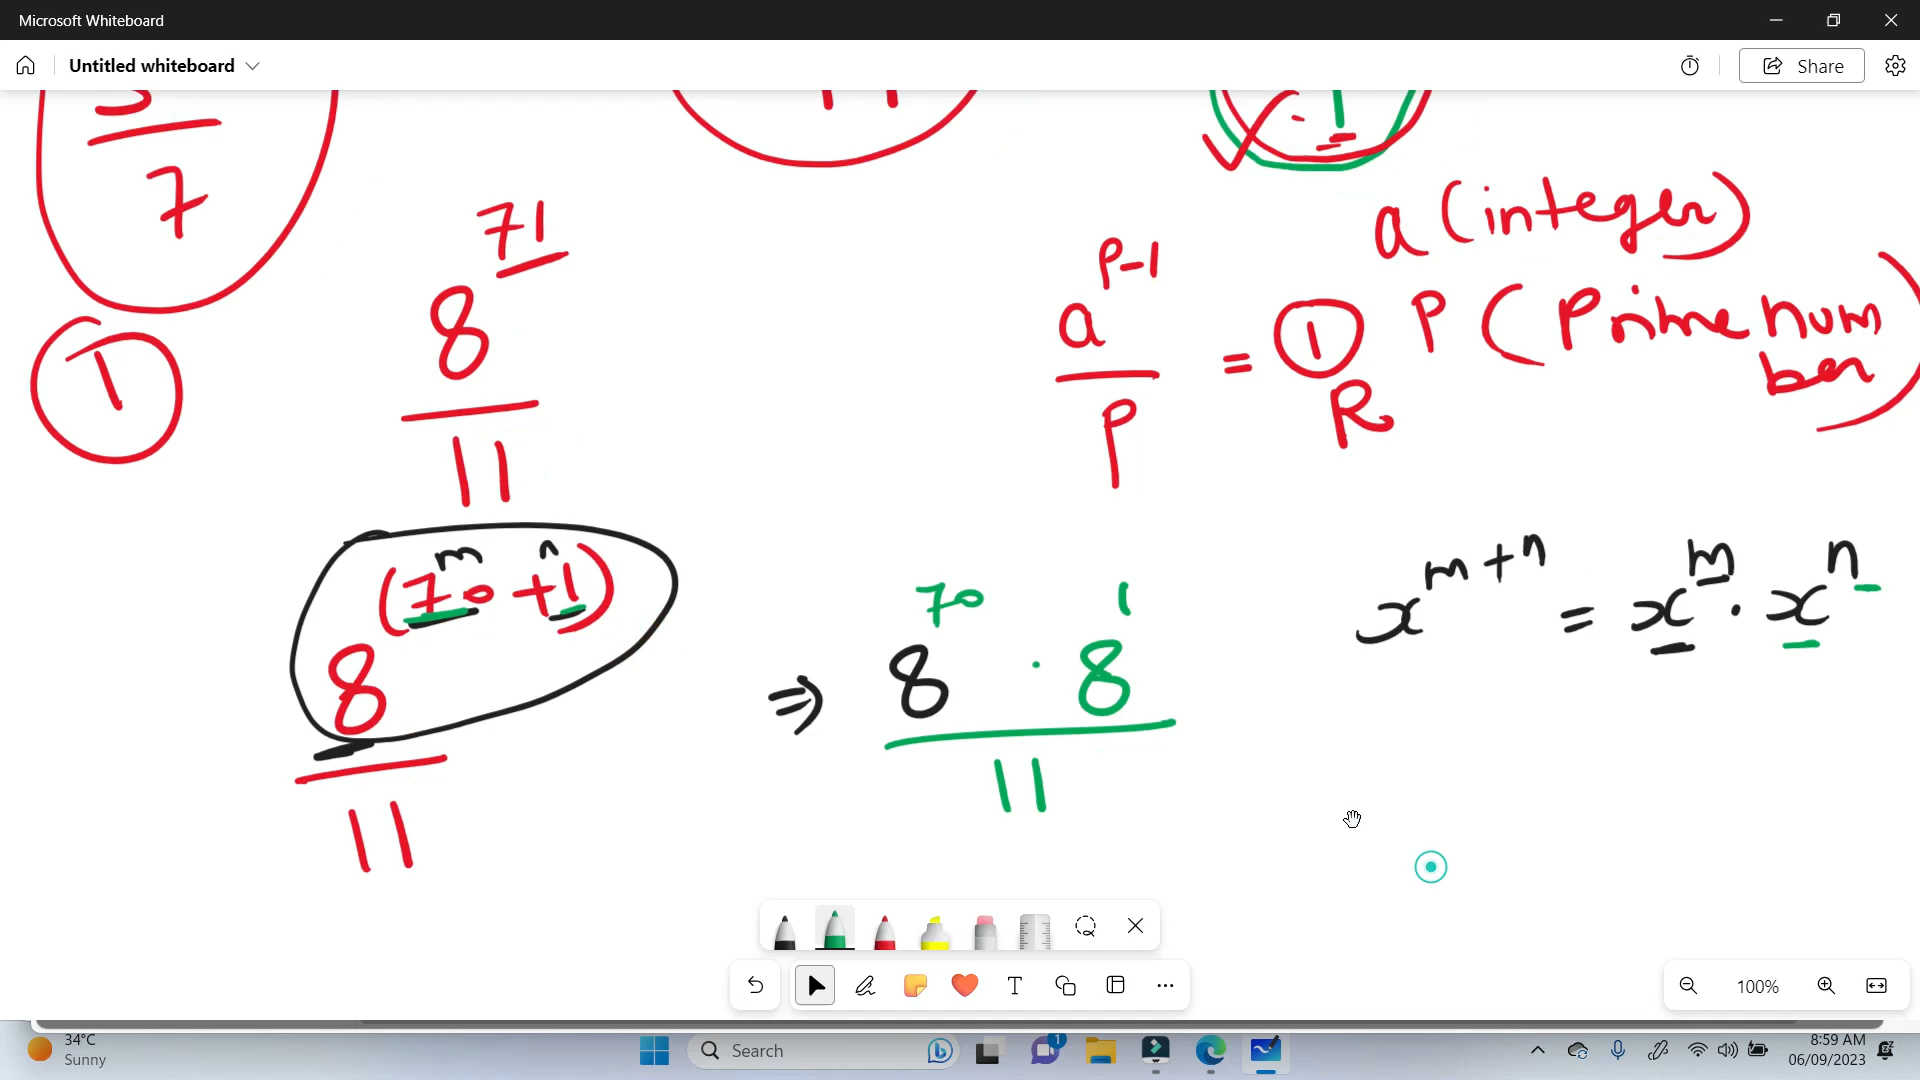 Microsoft Whiteboard
Untitled whiteboard
Share
7
1
8^71
11
a^p-1
p
= 1
R
a (integer)
P (Prime num
ber)
m n
8^(70+1)
11
⇒ 8^70 · 8^1
11
x^m+n = x^m · x^n
100%
34°C
Sunny
Search
1
8:59 AM
06/09/2023